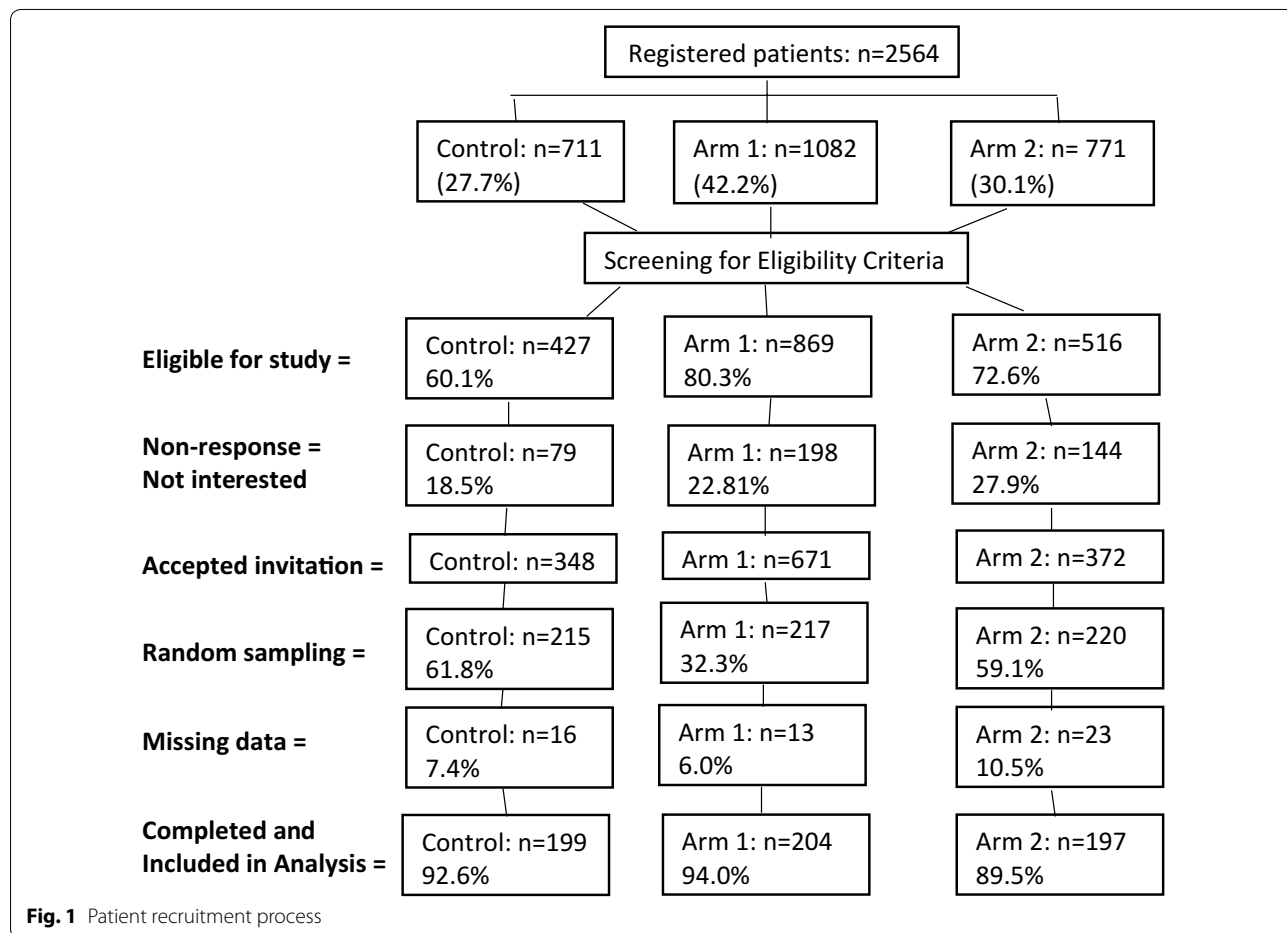 Registered patients: n=2564
Control: n=711
(27.7%)
Arm 1: n=1082
(42.2%)
Arm 2: n= 771
(30.1%)
Screening for Eligibility Criteria
Eligible for study =
Control: n=427
60.1%
Arm 1: n=869
80.3%
Arm 2: n=516
72.6%
Non-response =
Not interested
Control: n=79
18.5%
Arm 1: n=198
22.81%
Arm 2: n=144
27.9%
Accepted invitation =
Control: n=348
Arm 1: n=671
Arm 2: n=372
Random sampling =
Control: n=215
61.8%
Arm 1: n=217
32.3%
Arm 2: n=220
59.1%
Missing data =
Control: n=16
7.4%
Arm 1: n=13
6.0%
Arm 2: n=23
10.5%
Completed and
Included in Analysis =
Control: n=199
92.6%
Arm 1: n=204
94.0%
Arm 2: n=197
89.5%
Fig. 1 Patient recruitment process